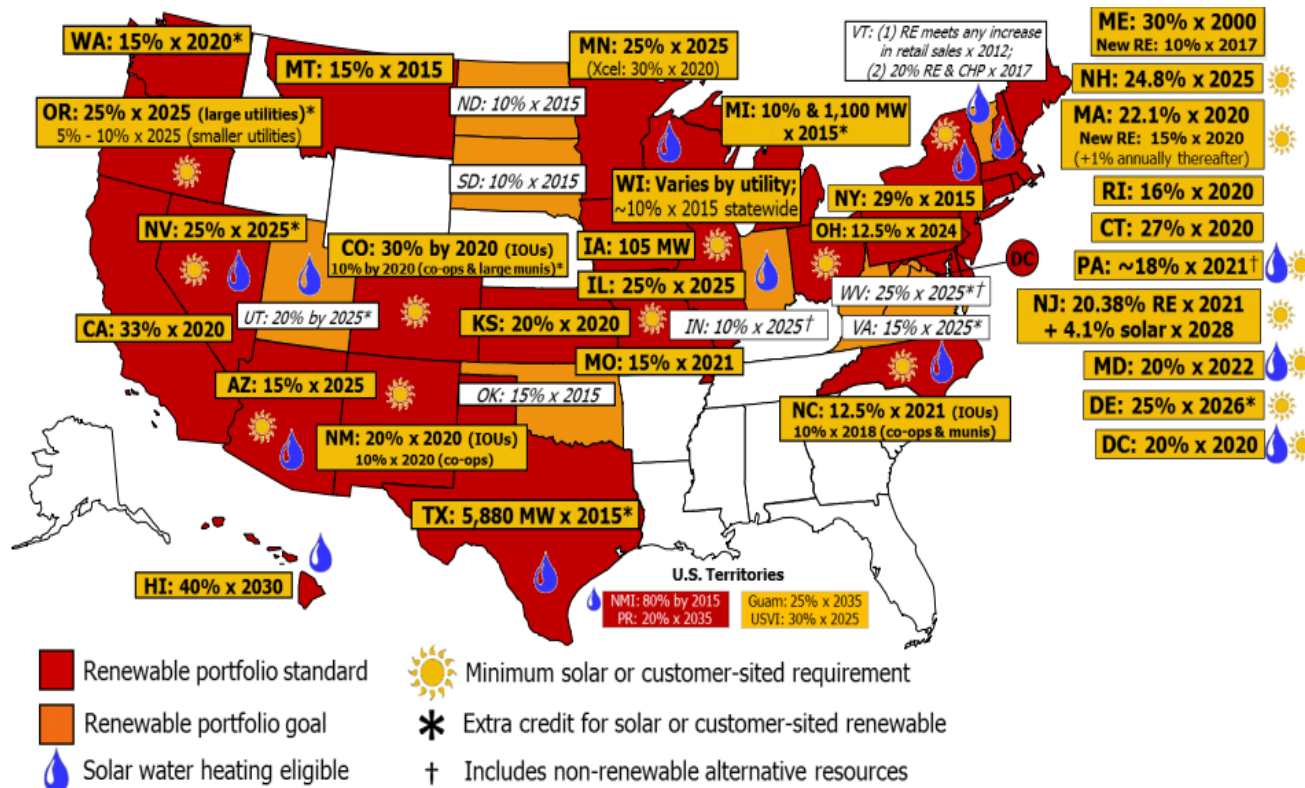 WA: 15% x 2020*
MT: 15% x 2015
MN: 25% x 2025
(Xcel: 30% x 2020)
VT: (1) RE meets any increase
in retail sales x 2012;
(2) 20% RE & CHP x 2017
ME: 30% x 2000
New RE: 10% x 2017
NH: 24.8% x 2025
OR: 25% x 2025 (large utilities)*
5% - 10% x 2025 (smaller utilities)
ND: 10% x 2015
MI: 10% & 1,100 MW
x 2015*
MA: 22.1% x 2020
New RE: 15% x 2020
(+1% annually thereafter)
SD: 10% x 2015
WI: Varies by utility;
~10% x 2015 statewide
NY: 29% x 2015
RI: 16% x 2020
NV: 25% x 2025*
CO: 30% by 2020 (IOUs)
10% by 2020 (co-ops & large munis)*
IA: 105 MW
OH: 12.5% x 2024
CT: 27% x 2020
DC
PA: ~18% x 2021†
IL: 25% x 2025
WV: 25% x 2025*†
CA: 33% x 2020
UT: 20% by 2025*
KS: 20% x 2020
IN: 10% x 2025†
VA: 15% x 2025*
NJ: 20.38% RE x 2021
+ 4.1% solar x 2028
MO: 15% x 2021
MD: 20% x 2022
AZ: 15% x 2025
OK: 15% x 2015
DE: 25% x 2026*
NM: 20% x 2020 (IOUs)
10% x 2020 (co-ops)
NC: 12.5% x 2021 (IOUs)
10% x 2018 (co-ops & munis)
DC: 20% x 2020
TX: 5,880 MW x 2015*
HI: 40% x 2030
U.S. Territories
NMI: 80% by 2015
PR: 20% x 2035
Guam: 25% x 2035
USVI: 30% x 2025
Renewable portfolio standard
Minimum solar or customer-sited requirement
Renewable portfolio goal
* Extra credit for solar or customer-sited renewable
Solar water heating eligible
† Includes non-renewable alternative resources